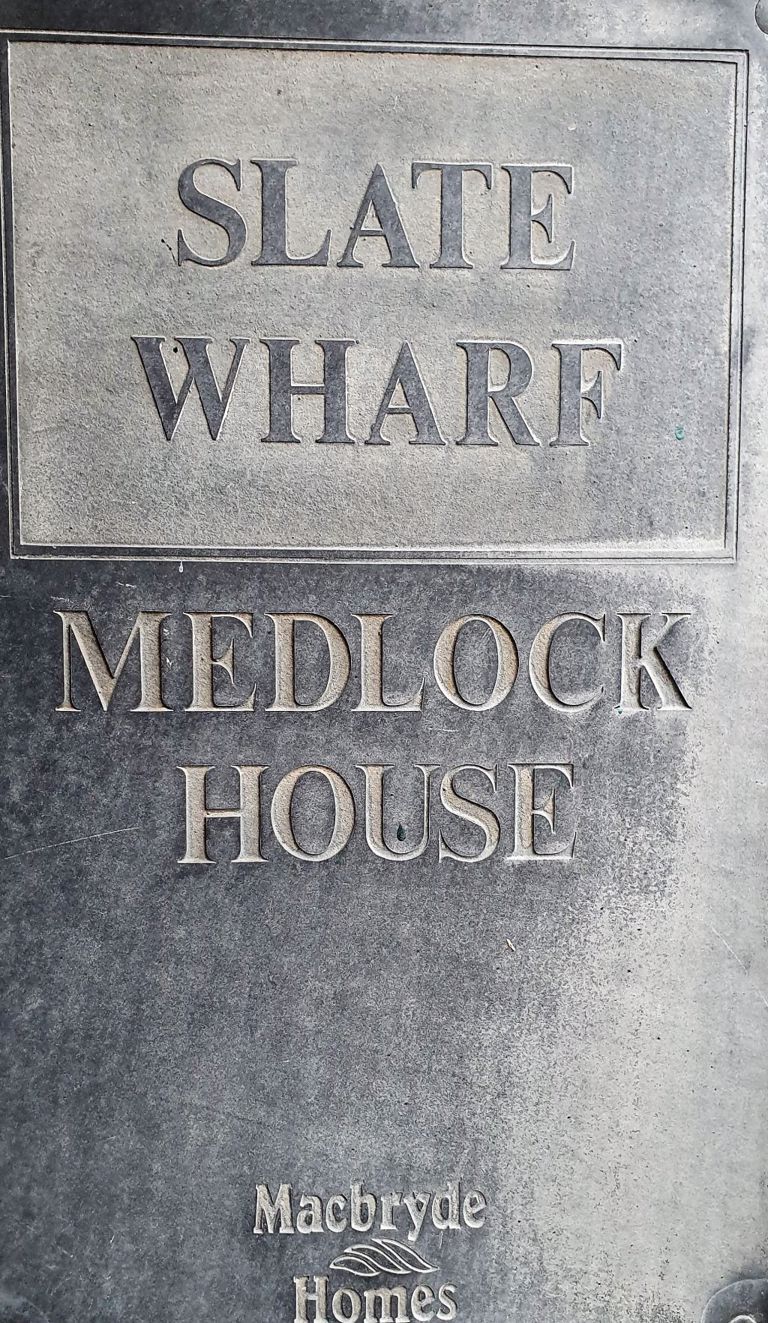 SLATE
WHARF
MEDLOCK
HOUSE
Macbryde
Homes